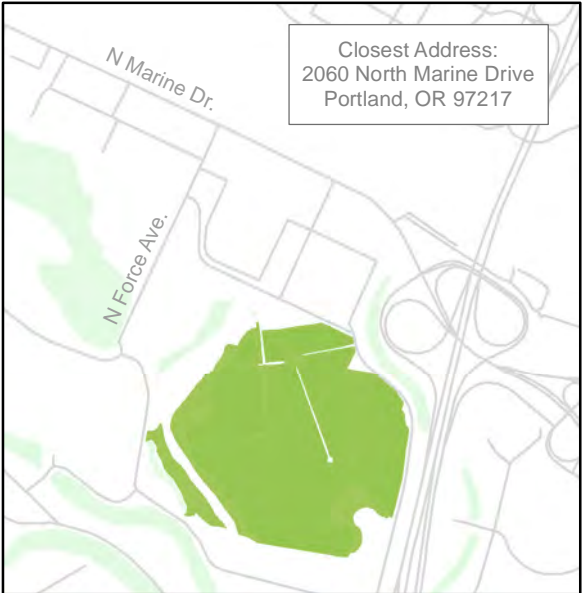 Closest Address:
2060 North Marine Drive
Portland, OR 97217
N Marine Dr.
N Force Ave.